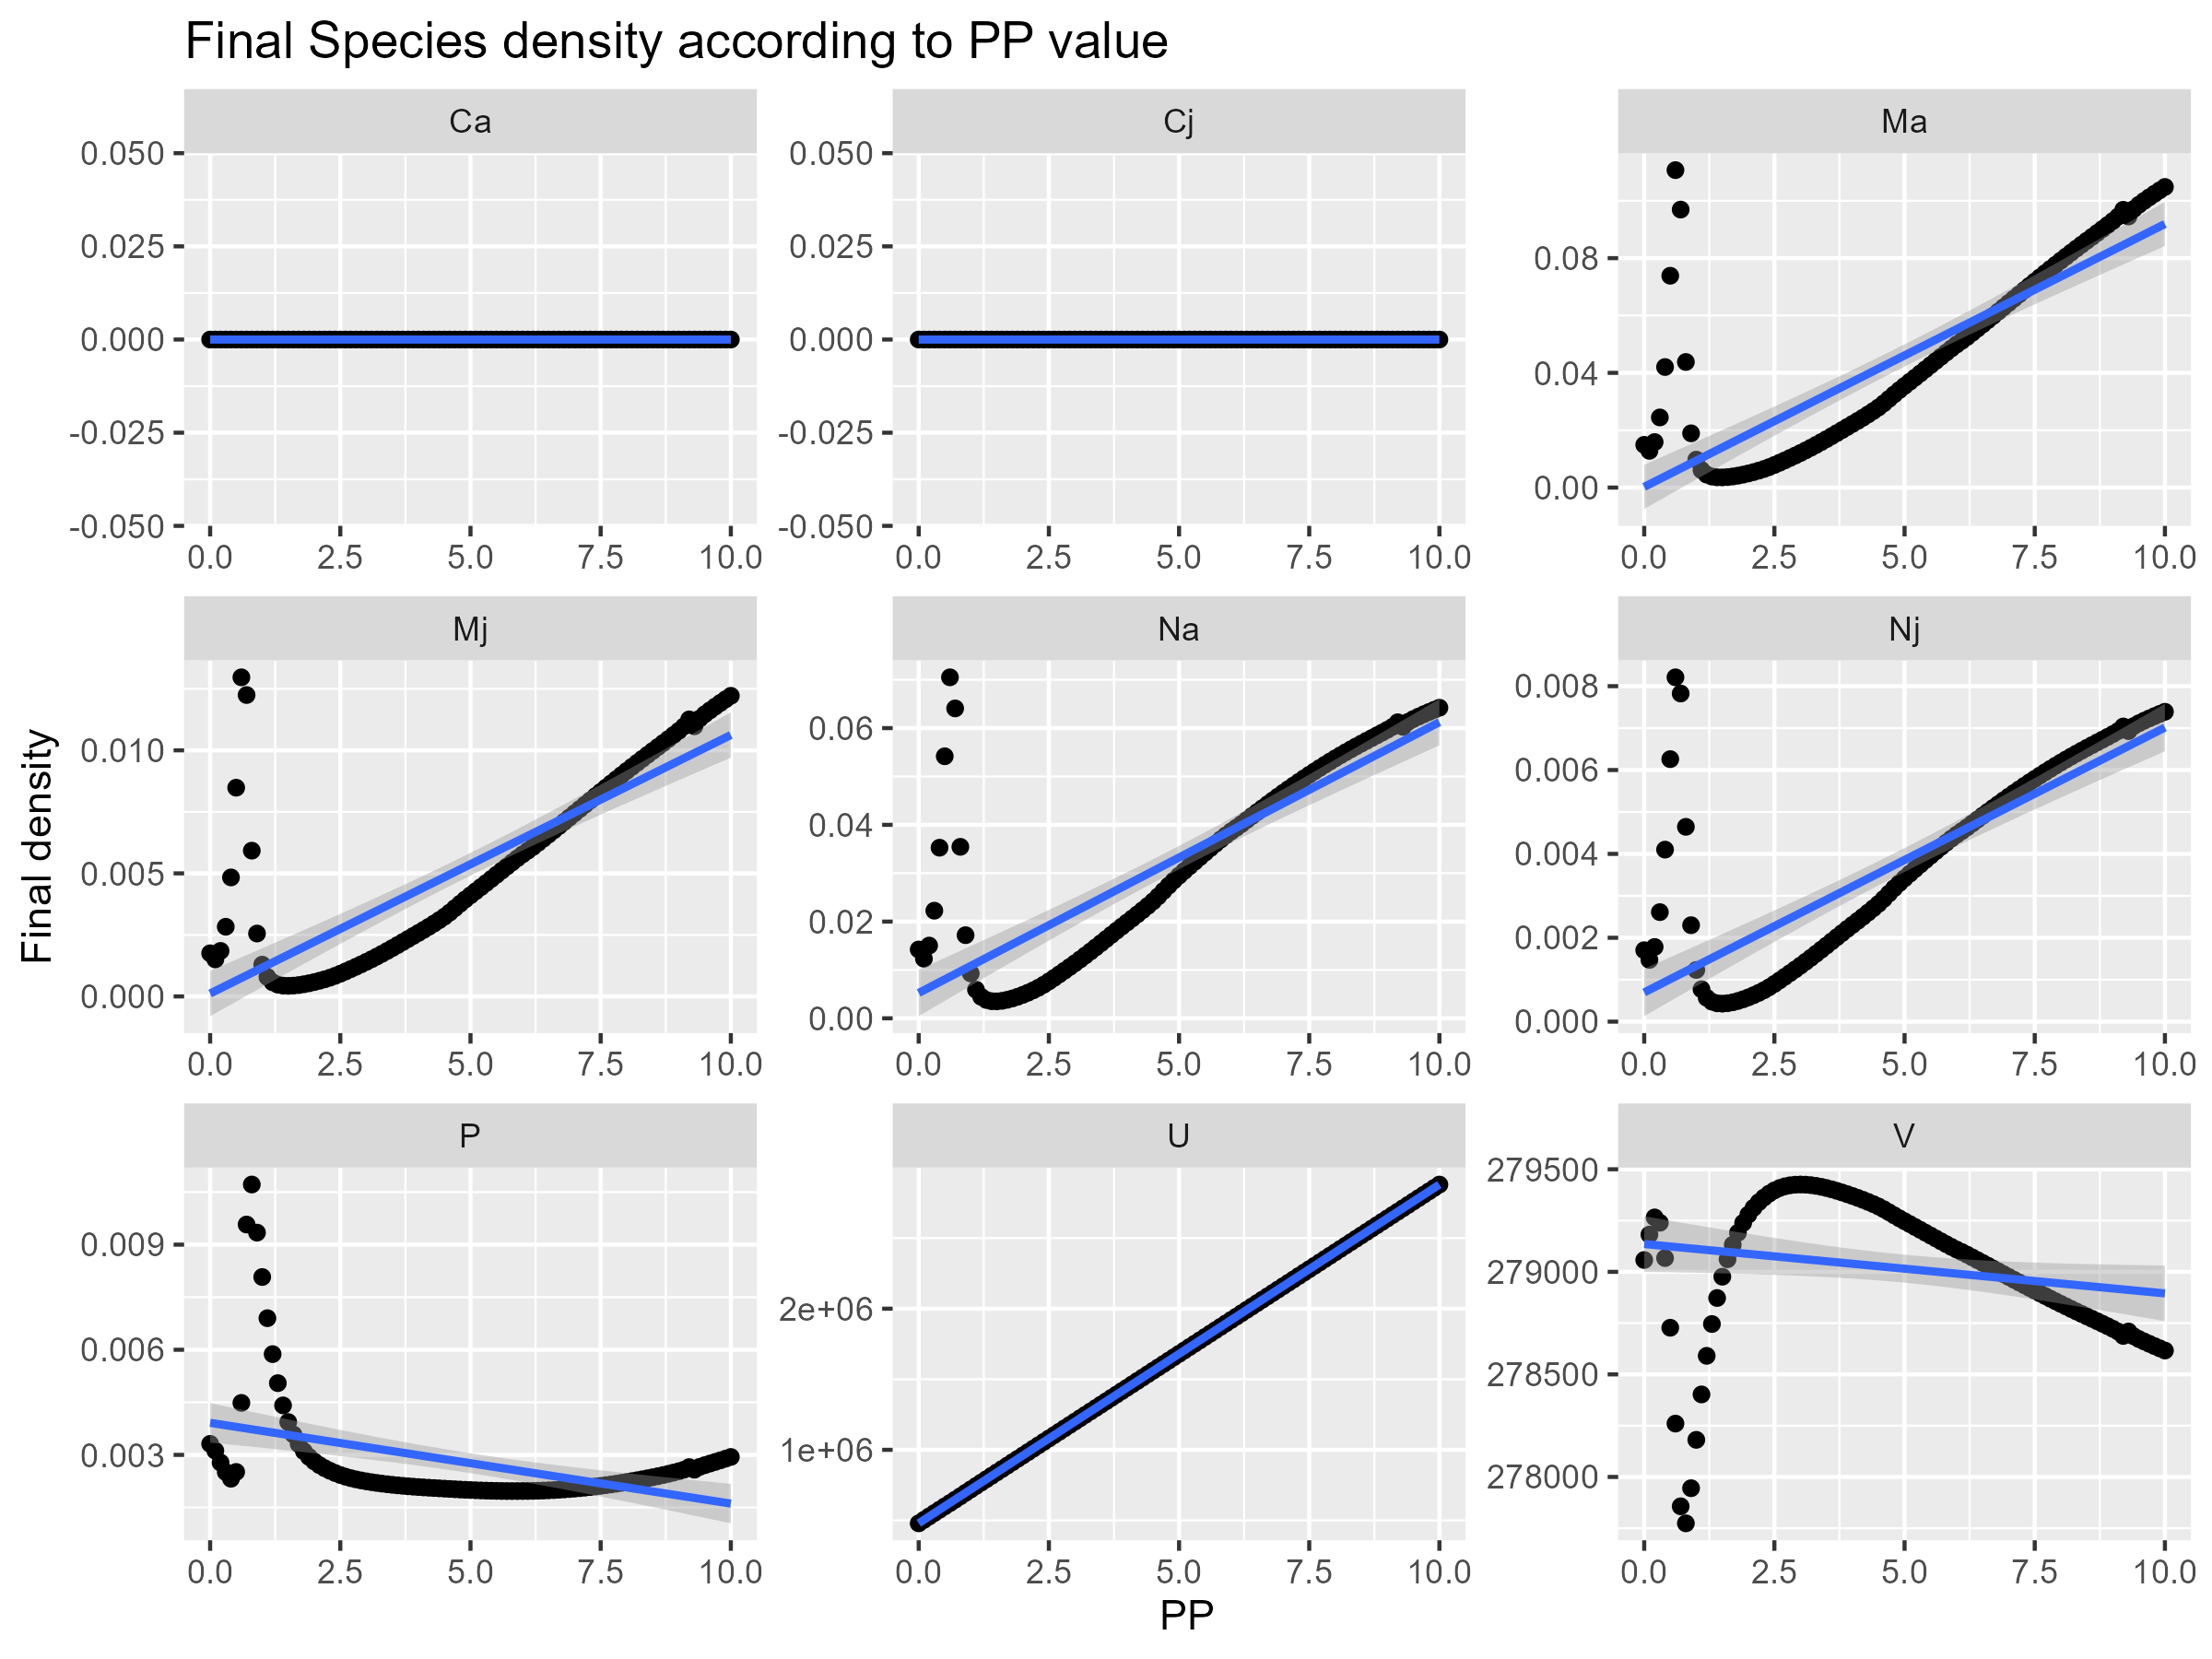 Final Species density according to PP value
Ca Cj Ma
0.050 0.025 0.000 -0.025 -0.050
0.050 0.025 0.000 -0.025 -0.050
0.08 0.04 0.00
0.0 2.5 5.0 7.5 10.0 0.0 2.5 5.0 7.5 10.0 0.0 2.5 5.0 7.5 10.0
Mj Na Nj
0.010 0.005 0.000
0.06 0.04 0.02 0.00
0.008 0.006 0.004 0.002 0.000
0.0 2.5 5.0 7.5 10.0 0.0 2.5 5.0 7.5 10.0 0.0 2.5 5.0 7.5 10.0
P U V
0.009 0.006 0.003
2e+06 1e+06
279500 279000 278500 278000
0.0 2.5 5.0 7.5 10.0 0.0 2.5 5.0 7.5 10.0 0.0 2.5 5.0 7.5 10.0
Final density
PP